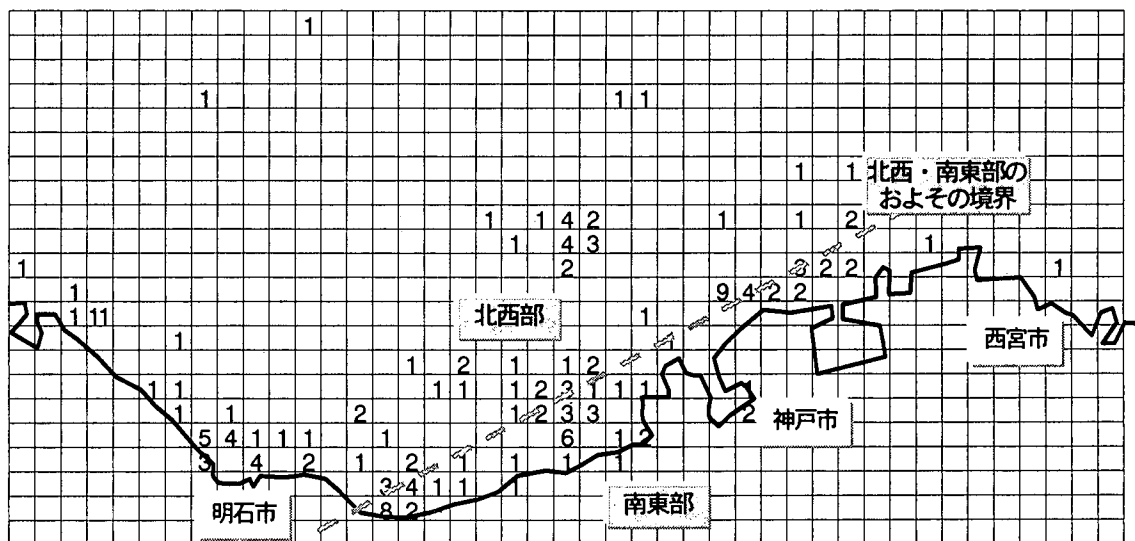 1
1 1 1
1 1
北西・南東部の
およその境界
1 1 4 2 1 1 2
1 4 3 1
1 2 3 2 2 1
1 9 4 2 2
1 11 1
北西部
1 1
西宮市
1 2 1 1 2
1 1 1 1 1 2 3 1 1 1 1
1 1 2 1 2 3 3 2
神戸市
5 4 1 1 1 1 6 1 2
3 4 2 1 2 1 1 1 1
3 4 1 1 1
南東部
8 2
明石市